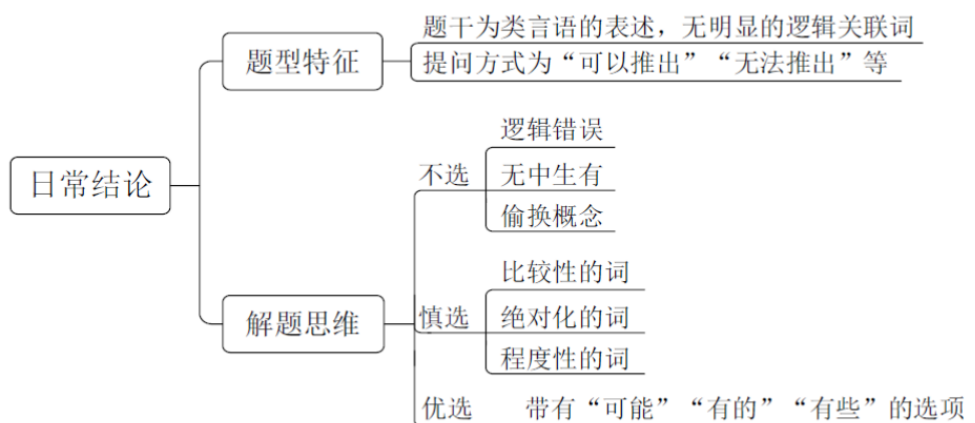 日常结论
题型特征
题干为类言语的表述，无明显的逻辑关联词
提问方式为“可以推出”“无法推出”等
解题思维
不选
逻辑错误
无中生有
偷换概念
慎选
比较性的词
绝对化的词
程度性的词
优选
带有“可能”“有的”“有些”的选项